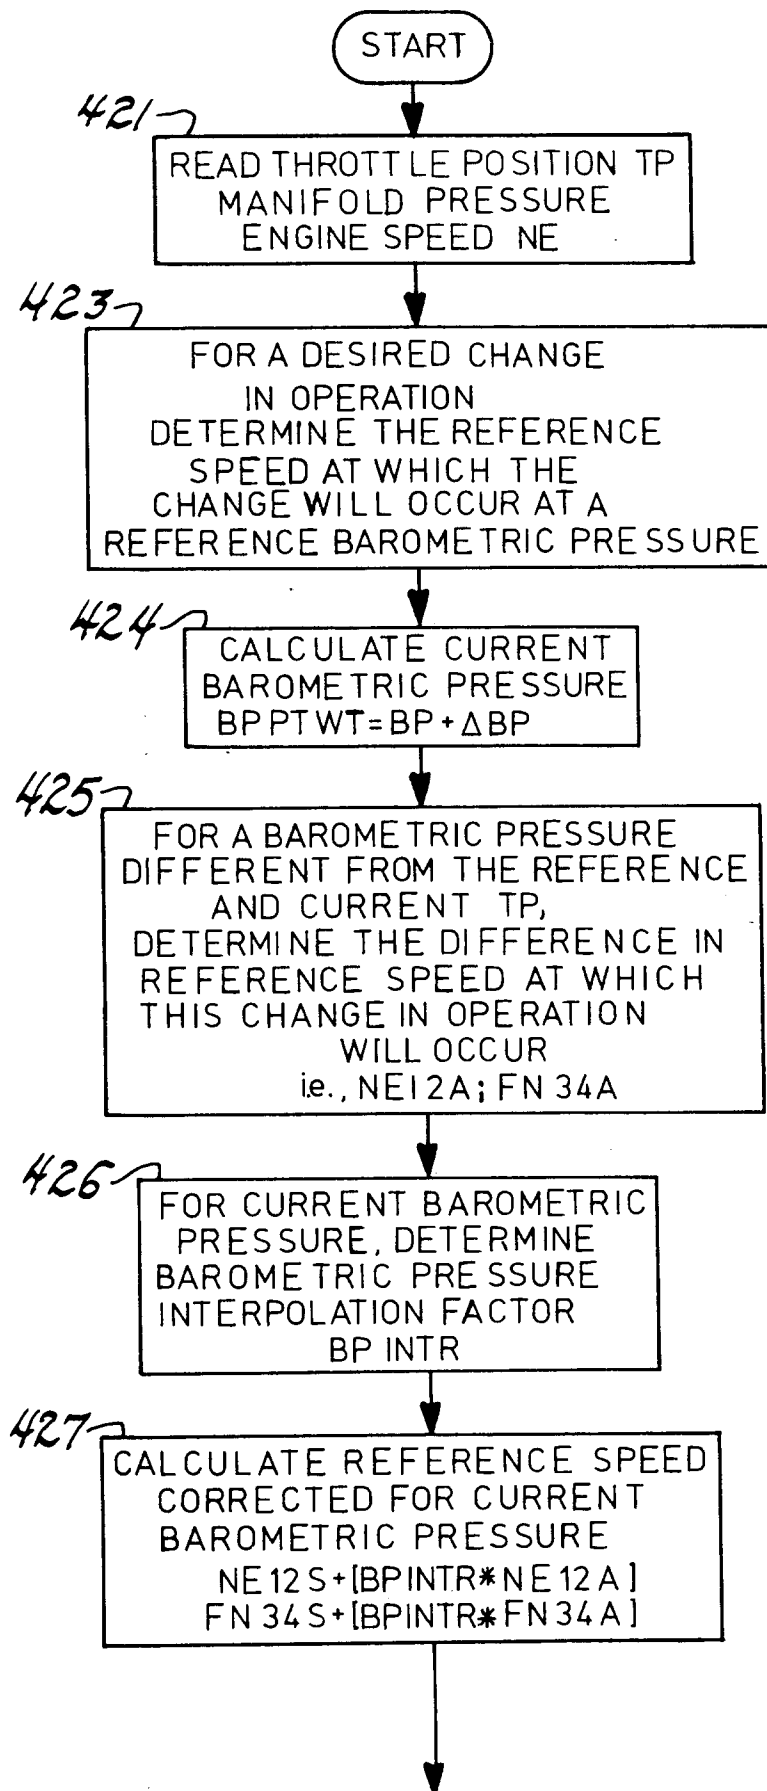 START
421
READ THROTTLE POSITION TP
MANIFOLD PRESSURE
ENGINE SPEED NE
423
FOR A DESIRED CHANGE
IN OPERATION
DETERMINE THE REFERENCE
SPEED AT WHICH THE
CHANGE WILL OCCUR AT A
REFERENCE BAROMETRIC PRESSURE
424
CALCULATE CURRENT
BAROMETRIC PRESSURE
BPPTWT=BP+ΔBP
425
FOR A BAROMETRIC PRESSURE
DIFFERENT FROM THE REFERENCE
AND CURRENT TP,
DETERMINE THE DIFFERENCE IN
REFERENCE SPEED AT WHICH
THIS CHANGE IN OPERATION
WILL OCCUR
i.e., NE12A; FN34A
426
FOR CURRENT BAROMETRIC
PRESSURE, DETERMINE
BAROMETRIC PRESSURE
INTERPOLATION FACTOR
BPINTR
427
CALCULATE REFERENCE SPEED
CORRECTED FOR CURRENT
BAROMETRIC PRESSURE
NE12S+[BPINTR*NE12A]
FN34S+[BPINTR*FN34A]